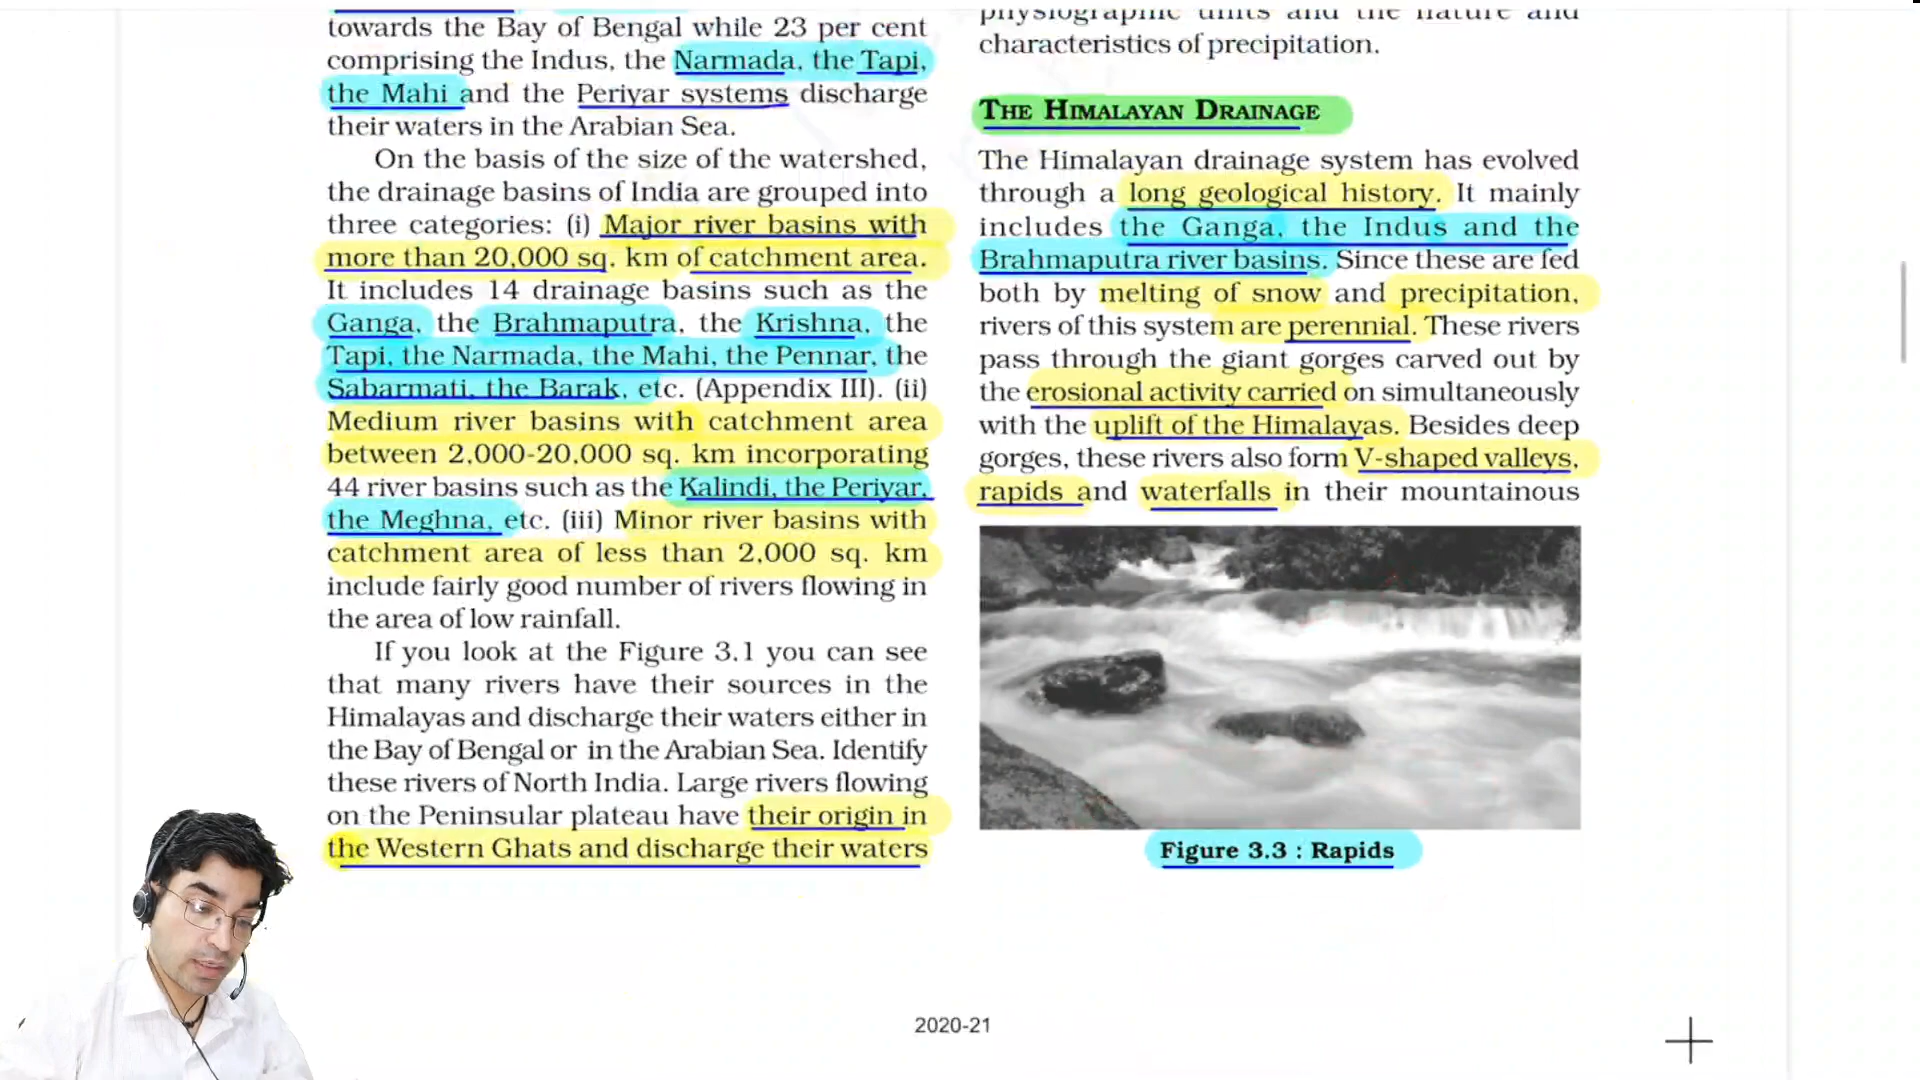 towards the Bay of Bengal while 23 per cent
comprising the Indus, the Narmada, the Tapi,
the Mahi and the Periyar systems discharge
their waters in the Arabian Sea.
On the basis of the size of the watershed,
the drainage basins of India are grouped into
three categories: (i) Major river basins with
more than 20,000 sq. km of catchment area.
It includes 14 drainage basins such as the
Ganga, the Brahmaputra, the Krishna, the
Tapi, the Narmada, the Mahi, the Pennar, the
Sabarmati, the Barak, etc. (Appendix III). (ii)
Medium river basins with catchment area
between 2,000-20,000 sq. km incorporating
44 river basins such as the Kalindi, the Periyar,
the Meghna, etc. (iii) Minor river basins with
catchment area of less than 2,000 sq. km
include fairly good number of rivers flowing in
the area of low rainfall.
If you look at the Figure 3.1 you can see
that many rivers have their sources in the
Himalayas and discharge their waters either in
the Bay of Bengal or in the Arabian Sea. Identify
these rivers of North India. Large rivers flowing
on the Peninsular plateau have their origin in
the Western Ghats and discharge their waters
physiographic units and the nature and
characteristics of precipitation.
THE HIMALAYAN DRAINAGE
The Himalayan drainage system has evolved
through a long geological history. It mainly
includes the Ganga, the Indus and the
Brahmaputra river basins. Since these are fed
both by melting of snow and precipitation,
rivers of this system are perennial. These rivers
pass through the giant gorges carved out by
the erosional activity carried on simultaneously
with the uplift of the Himalayas. Besides deep
gorges, these rivers also form V-shaped valleys,
rapids and waterfalls in their mountainous
Figure 3.3 : Rapids
2020-21